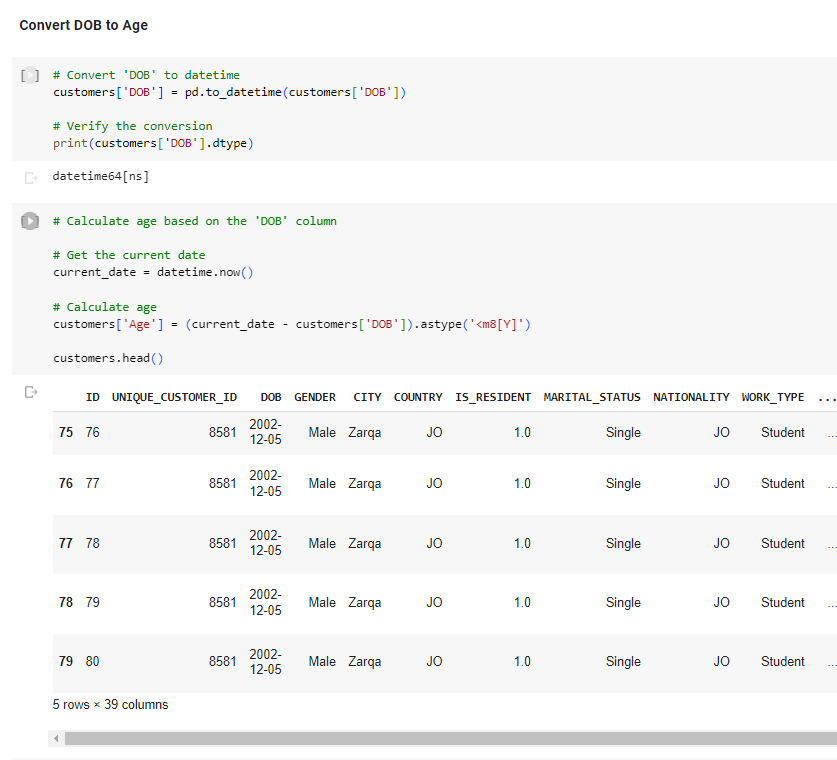 Convert DOB to Age
[ ] # Convert 'DOB' to datetime
customers['DOB'] = pd.to_datetime(customers['DOB'])
# Verify the conversion
print(customers['DOB'].dtype)
datetime64[ns]
# Calculate age based on the 'DOB' column
# Get the current date
current_date = datetime.now()
# Calculate age
customers['Age'] = (current_date - customers['DOB']).astype('<m8[Y]')
customers.head()
ID UNIQUE_CUSTOMER_ID DOB GENDER CITY COUNTRY IS_RESIDENT MARITAL_STATUS NATIONALITY WORK_TYPE ...
75 76 8581 2002-12-05 Male Zarqa JO 1.0 Single JO Student ...
76 77 8581 2002-12-05 Male Zarqa JO 1.0 Single JO Student ...
77 78 8581 2002-12-05 Male Zarqa JO 1.0 Single JO Student ...
78 79 8581 2002-12-05 Male Zarqa JO 1.0 Single JO Student ...
79 80 8581 2002-12-05 Male Zarqa JO 1.0 Single JO Student ...
5 rows × 39 columns